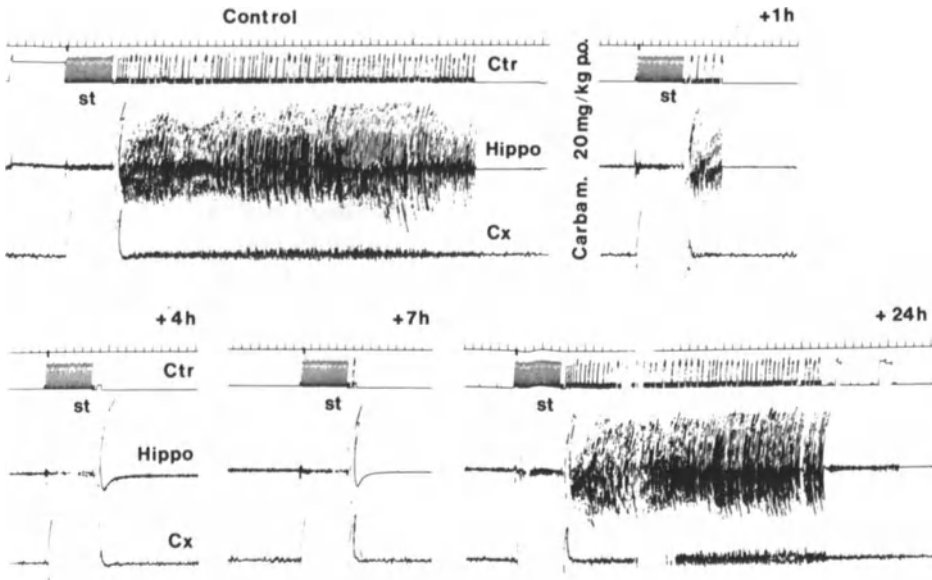 Control
+1h
Ctr
st
st
Hippo
Cx
Carbam. 20mg/kg p.o.
+4h
+7h
+24h
Ctr
st
st
st
Hippo
Cx